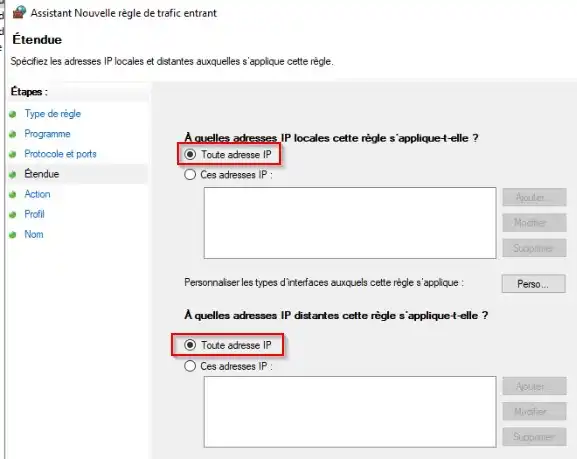 Assistant Nouvelle règle de trafic entrant
Étendue
Spécifiez les adresses IP locales et distantes auxquelles s'applique cette règle.
Étapes :
Type de règle
Programme
Protocole et ports
Étendue
Action
Profil
Nom
À quelles adresses IP locales cette règle s'applique-t-elle ?
Toute adresse IP
Ces adresses IP :
Ajouter...
Modifier...
Supprimer
Personnaliser les types d'interfaces auxquels cette règle s'applique :
Perso...
À quelles adresses IP distantes cette règle s'applique-t-elle ?
Toute adresse IP
Ces adresses IP :
Ajouter...
Modifier...
Supprimer